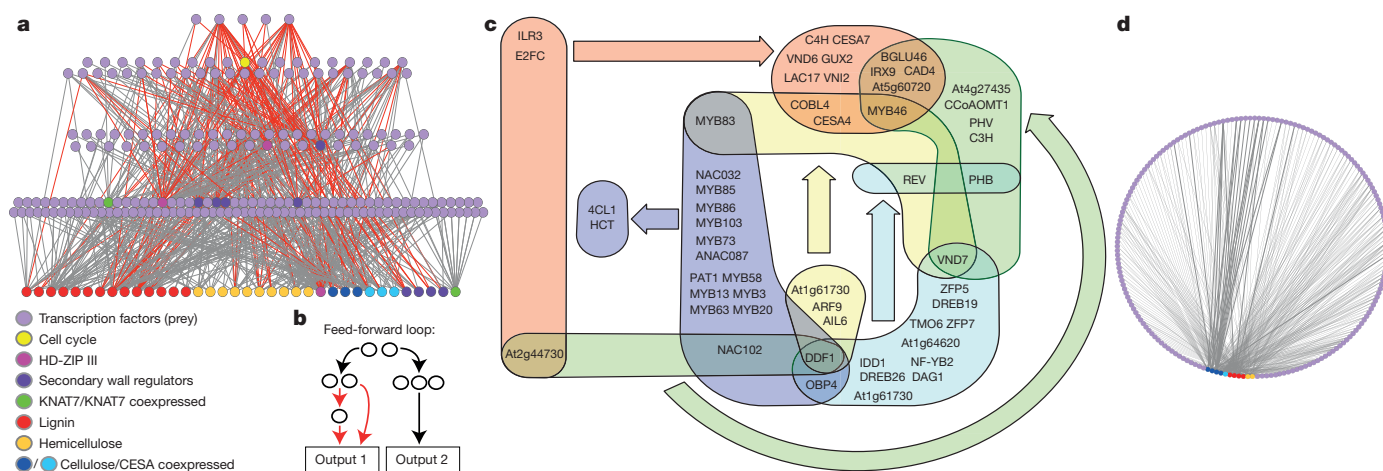 a
Transcription factors (prey)
Cell cycle
HD-ZIP III
Secondary wall regulators
KNAT7/KNAT7 coexpressed
Lignin
Hemicellulose
/ Cellulose/CESA coexpressed
b
Feed-forward loop:
Output 1 Output 2
c
ILR3
E2FC
At2g44730
C4H CESA7
VND6 GUX2
LAC17 VNI2
COBL4
CESA4
BGLU46
IRX9 CAD4
At5g60720
MYB46
At4g27435
CCoAOMT1
PHV
C3H
MYB83
REV PHB
NAC032
MYB85
MYB86
MYB103
MYB73
ANAC087
PAT1 MYB58
MYB13 MYB3
MYB63 MYB20
4CL1
HCT
VND7
At1g61730
ARF9
AIL6
ZFP5
DREB19
TMO6 ZFP7
At1g64620
NF-YB2
DAG1
NAC102
DDF1
OBP4
IDD1
DREB26
At1g61730
d